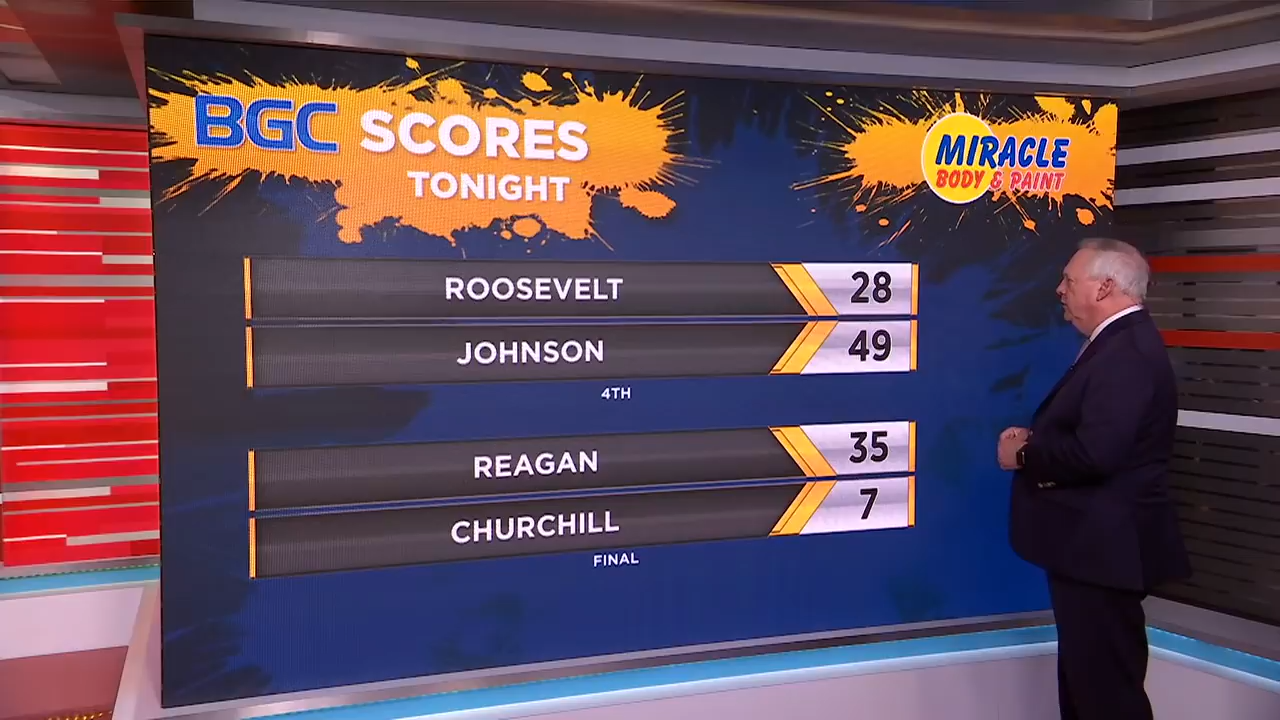 BGC SCORES
TONIGHT
MIRACLE
BODY & PAINT
ROOSEVELT 28
JOHNSON 49
4TH
REAGAN 35
CHURCHILL 7
FINAL